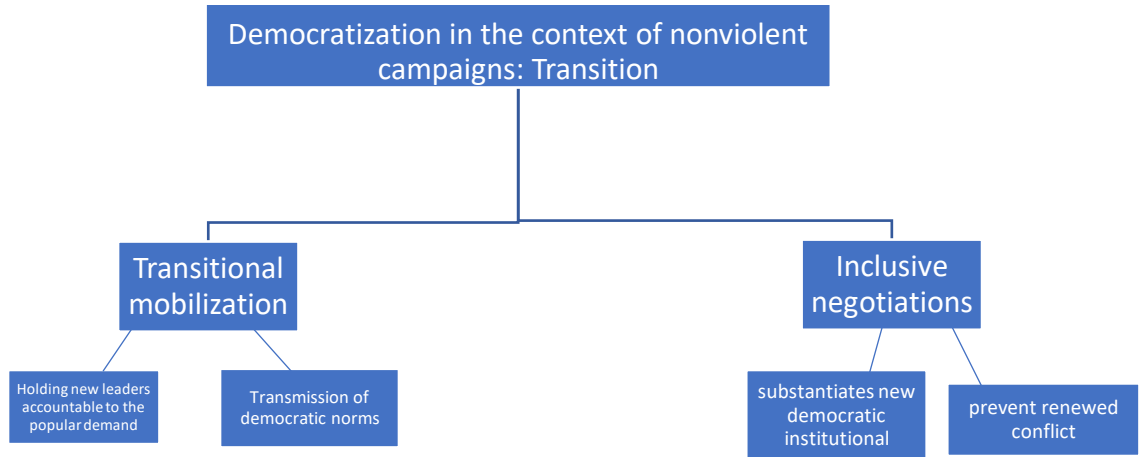 Democratization in the context of nonviolent
campaigns: Transition
Transitional
mobilization
Inclusive
negotiations
Holding new leaders
accountable to the
popular demand
Transmission of
democratic norms
substantiates new
democratic
institutional
prevent renewed
conflict